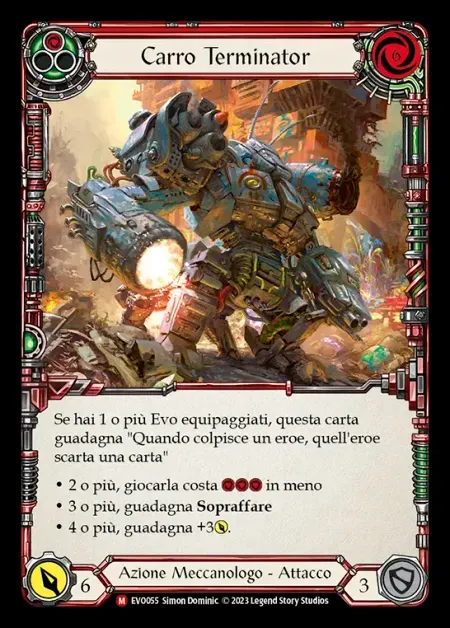 Carro Terminator
6
Se hai 1 o più Evo equipaggiati, questa carta
guadagna "Quando colpisce un eroe, quell'eroe
scarta una carta"
• 2 o più, giocarla costa in meno
• 3 o più, guadagna Sopraffare
• 4 o più, guadagna +3.
6
Azione Meccanologo - Attacco
3
M EVO055 Simon Dominic © 2023 Legend Story Studios